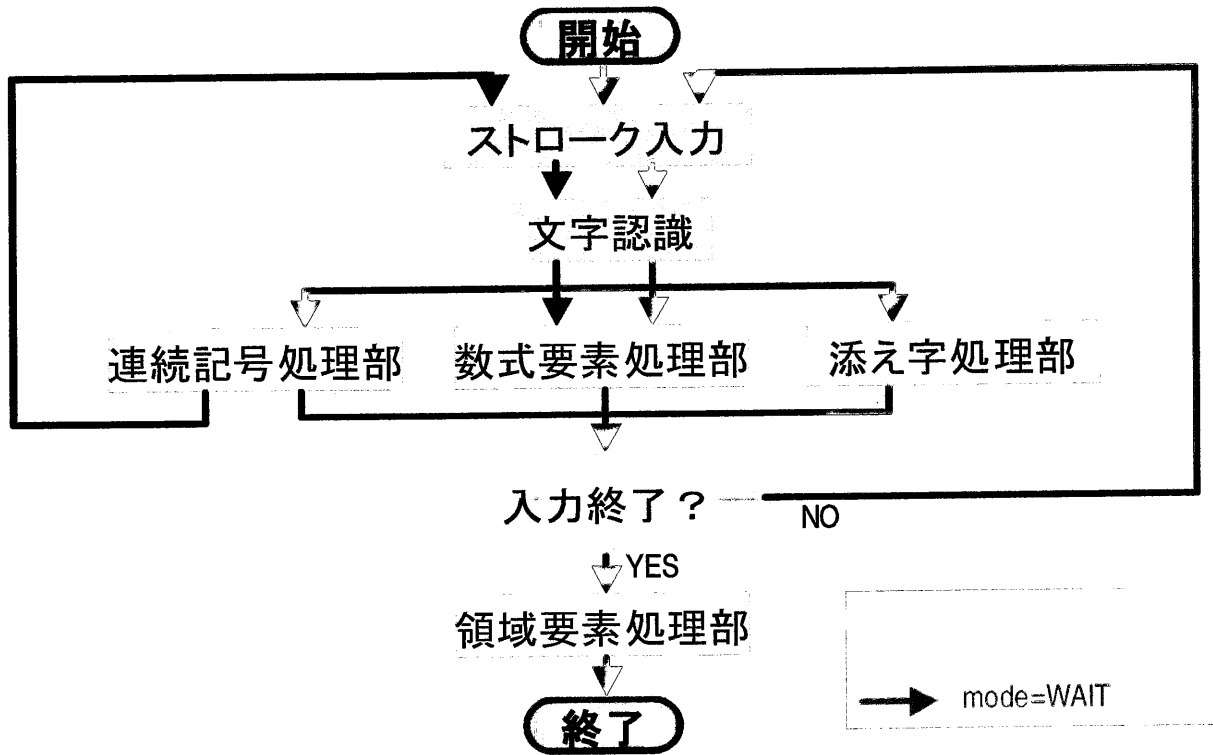 開始
ストローク入力
文字認識
連続記号処理部
数式要素処理部
添え字処理部
入力終了？
NO
YES
領域要素処理部
mode=WAIT
終了